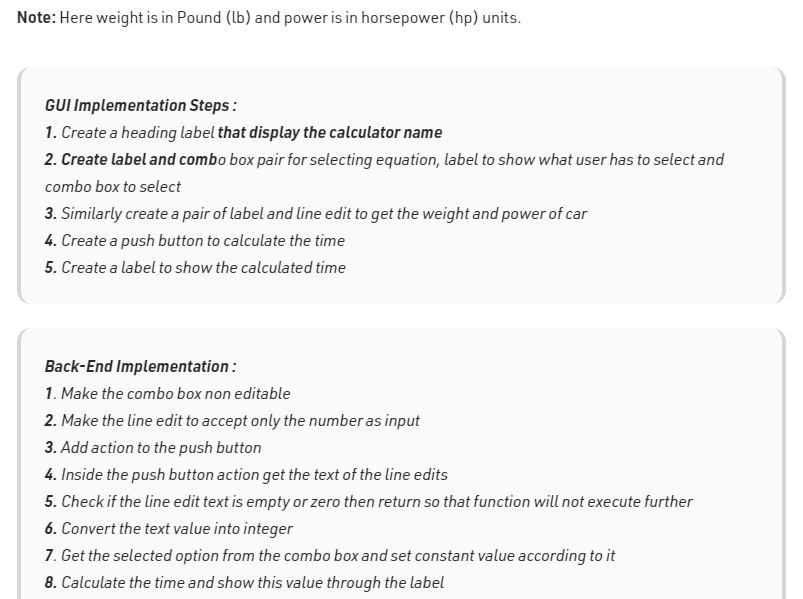 Note: Here weight is in Pound (lb) and power is in horsepower (hp) units.
GUI Implementation Steps :
1. Create a heading label that display the calculator name
2. Create label and combo box pair for selecting equation, label to show what user has to select and
combo box to select
3. Similarly create a pair of label and line edit to get the weight and power of car
4. Create a push button to calculate the time
5. Create a label to show the calculated time
Back-End Implementation :
1. Make the combo box non editable
2. Make the line edit to accept only the number as input
3. Add action to the push button
4. Inside the push button action get the text of the line edits
5. Check if the line edit text is empty or zero then return so that function will not execute further
6. Convert the text value into integer
7. Get the selected option from the combo box and set constant value according to it
8. Calculate the time and show this value through the label